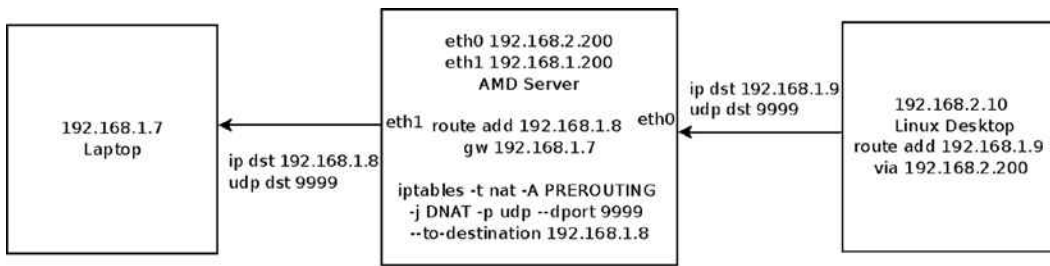 192.168.1.7
Laptop
ip dst 192.168.1.8
udp dst 9999
eth0 192.168.2.200
eth1 192.168.1.200
AMD Server
eth1
route add 192.168.1.8
eth0
gw 192.168.1.7
iptables -t nat -A PREROUTING
-j DNAT -p udp --dport 9999
--to-destination 192.168.1.8
ip dst 192.168.1.9
udp dst 9999
192.168.2.10
Linux Desktop
route add 192.168.1.9
via 192.168.2.200